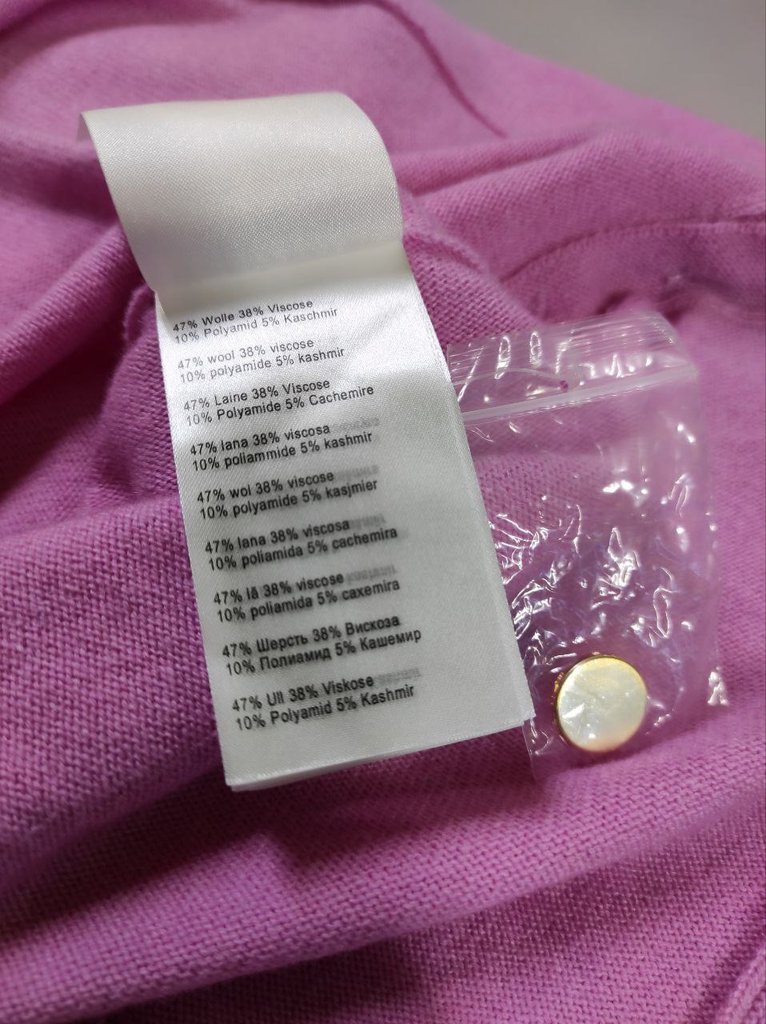 47% Wolle 38% Viscose
10% Polyamid 5% Kaschmir
47% wool 38% viscose
10% polyamide 5% kashmir
47% Laine 38% Viscose
10% Polyamide 5% Cachemire
47% lana 38% viscosa
10% poliammide 5% kashmir
47% wol 38% viscose
10% polyamide 5% kasjmier
47% lana 38% viscosa
10% poliamida 5% cachemira
47% lã 38% viscose
10% poliamida 5% caxemira
47% Шерсть 38% Вискоза
10% Полиамид 5% Кашемир
47% Ull 38% Viskose
10% Polyamid 5% Kashmir